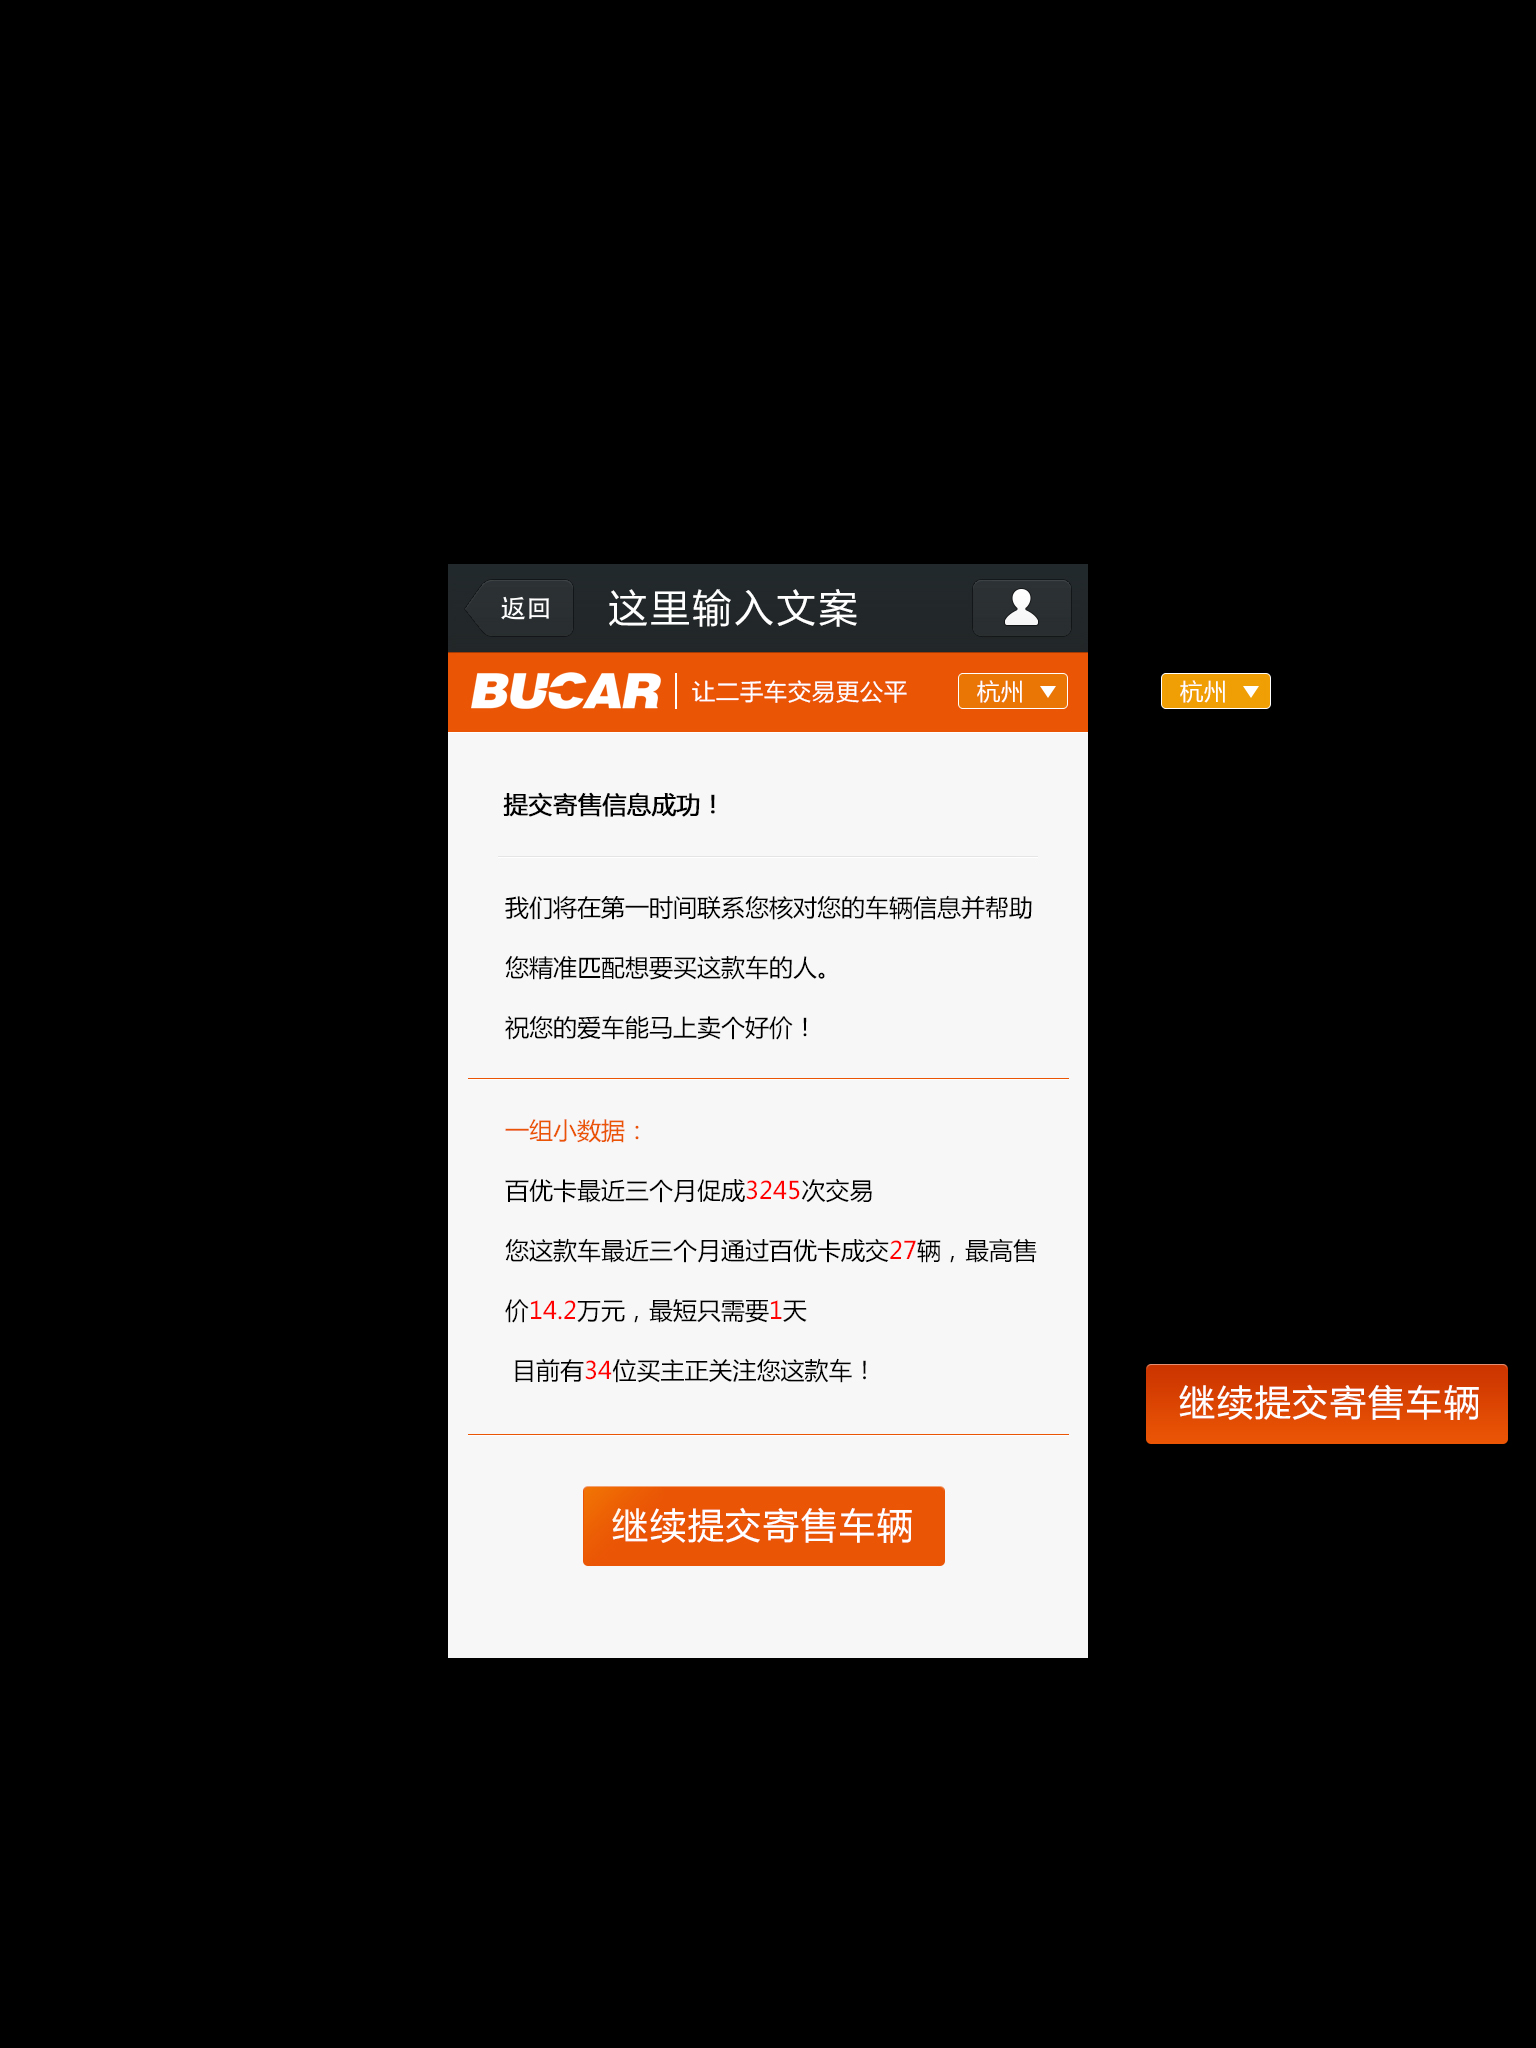 返回
这里输入文案
BUCAR
让二手车交易更公平
杭州
杭州
提交寄售信息成功！
我们将在第一时间联系您核对您的车辆信息并帮助
您精准匹配想要买这款车的人。
祝您的爱车能马上卖个好价！
一组小数据：
百优卡最近三个月促成3245次交易
您这款车最近三个月通过百优卡成交27辆，最高售
价14.2万元，最短只需要1天
目前有34位买主正关注您这款车！
继续提交寄售车辆
继续提交寄售车辆